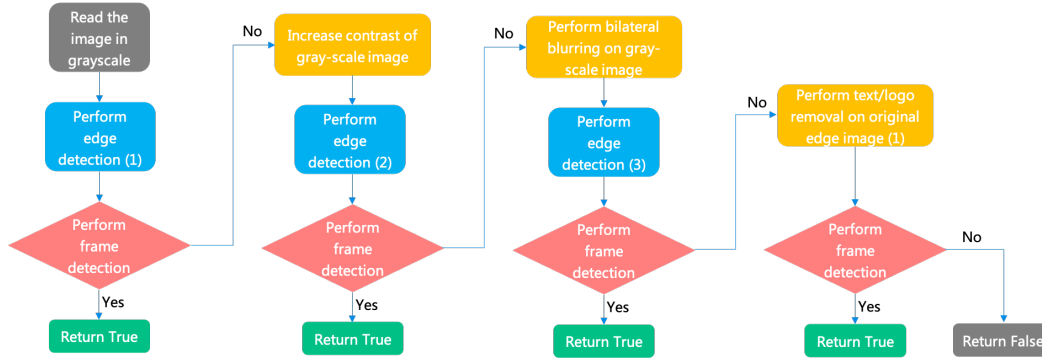 Read the
image in
grayscale
Perform
edge
detection (1)
Perform
frame
detection
Yes
Return True
No
Increase contrast of
gray-scale image
Perform
edge
detection (2)
Perform
frame
detection
Yes
Return True
No
Perform bilateral
blurring on gray-
scale image
Perform
edge
detection (3)
Perform
frame
detection
Yes
Return True
No
Perform text/logo
removal on original
edge image (1)
Perform
frame
detection
Yes
Return True
No
Return False